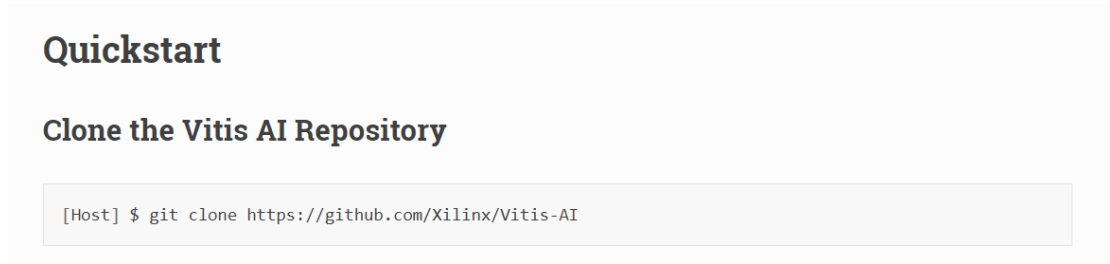 Quickstart
Clone the Vitis AI Repository
[Host] $ git clone https://github.com/Xilinx/Vitis-AI